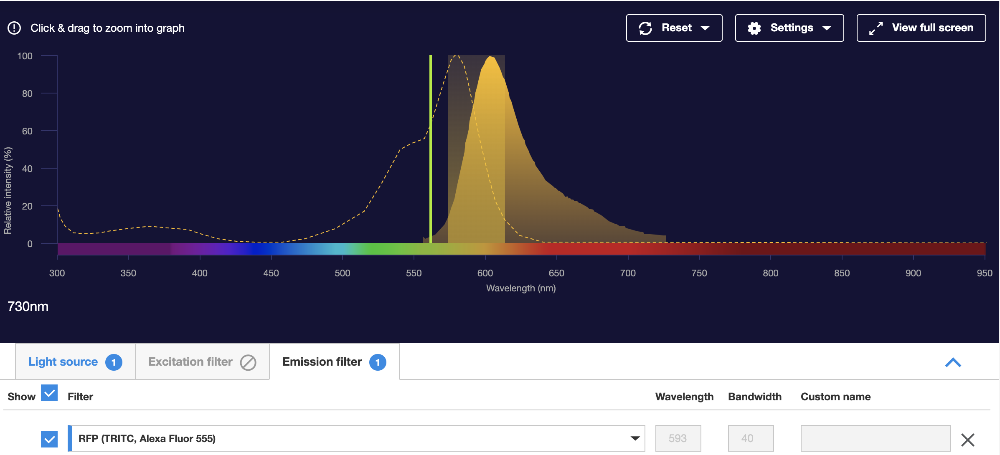 Click & drag to zoom into graph
Reset
Settings
View full screen
100
80
60
40
20
0
Relative intensity (%)
300 350 400 450 500 550 600 650 700 750 800 850 900 950
Wavelength (nm)
730nm
Light source 1
Excitation filter
Emission filter 1
Show Filter Wavelength Bandwidth Custom name
RFP (TRITC, Alexa Fluor 555) 593 40